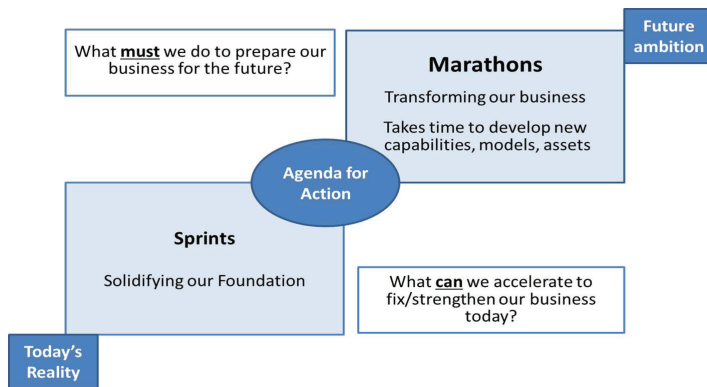 Future
ambition
What must we do to prepare our
business for the future?
Marathons
Transforming our business
Takes time to develop new
capabilities, models, assets
Agenda for
Action
Sprints
Solidifying our Foundation
What can we accelerate to
fix/strengthen our business
today?
Today's
Reality